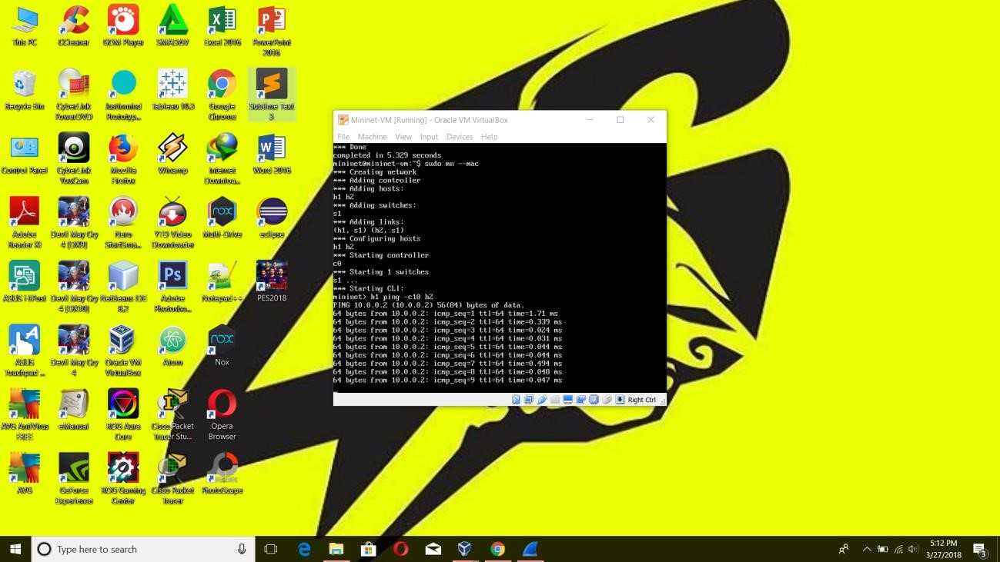 This PC
CCleaner
GOM Player
SMADAV
Excel 2016
PowerPoint
2016
Recycle Bin
CyberLink
PowerDVD
Justinmind
Prototyp...
Tableau 10.3
Google
Chrome
Sublime Text
3
Control Panel
CyberLink
YouCam
Mozilla
Firefox
Winamp
Internet
Downloa...
Word 2016
Adobe
Reader XI
Devil May Cry
4 [DX9]
Nero
StartSma...
YTD Video
Downloader
Multi-Drive
eclipse
ASUS HiPost
Devil May Cry
4 [DX10]
NetBeans IDE
8.2
Adobe
Photosho...
Notepad++
PES2018
ASUS
Touchpad ...
Devil May Cry
4
Oracle VM
VirtualBox
Atom
Nox
AVG AntiVirus
FREE
eManual
ROG Aura
Core
Cisco Packet
Tracer Stu...
Opera
Browser
AVG
GeForce
Experience
ROG Gaming
Center
Cisco Packet
Tracer
PhotoScape
Mininet-VM [Running] - Oracle VM VirtualBox
File Machine View Input Devices Help
*** Done
completed in 5.329 seconds
mininet@mininet-vm:~$ sudo mn --mac
*** Creating network
*** Adding controller
*** Adding hosts:
h1 h2
*** Adding switches:
s1
*** Adding links:
(h1, s1) (h2, s1)
*** Configuring hosts
h1 h2
*** Starting controller
c0
*** Starting 1 switches
s1 ...
*** Starting CLI:
mininet> h1 ping -c10 h2
PING 10.0.0.2 (10.0.0.2) 56(84) bytes of data.
64 bytes from 10.0.0.2: icmp_seq=1 ttl=64 time=1.71 ms
64 bytes from 10.0.0.2: icmp_seq=2 ttl=64 time=0.339 ms
64 bytes from 10.0.0.2: icmp_seq=3 ttl=64 time=0.024 ms
64 bytes from 10.0.0.2: icmp_seq=4 ttl=64 time=0.031 ms
64 bytes from 10.0.0.2: icmp_seq=5 ttl=64 time=0.044 ms
64 bytes from 10.0.0.2: icmp_seq=6 ttl=64 time=0.044 ms
64 bytes from 10.0.0.2: icmp_seq=7 ttl=64 time=0.494 ms
64 bytes from 10.0.0.2: icmp_seq=8 ttl=64 time=0.048 ms
64 bytes from 10.0.0.2: icmp_seq=9 ttl=64 time=0.047 ms
Right Ctrl
Type here to search
5:12 PM
3/27/2018
3